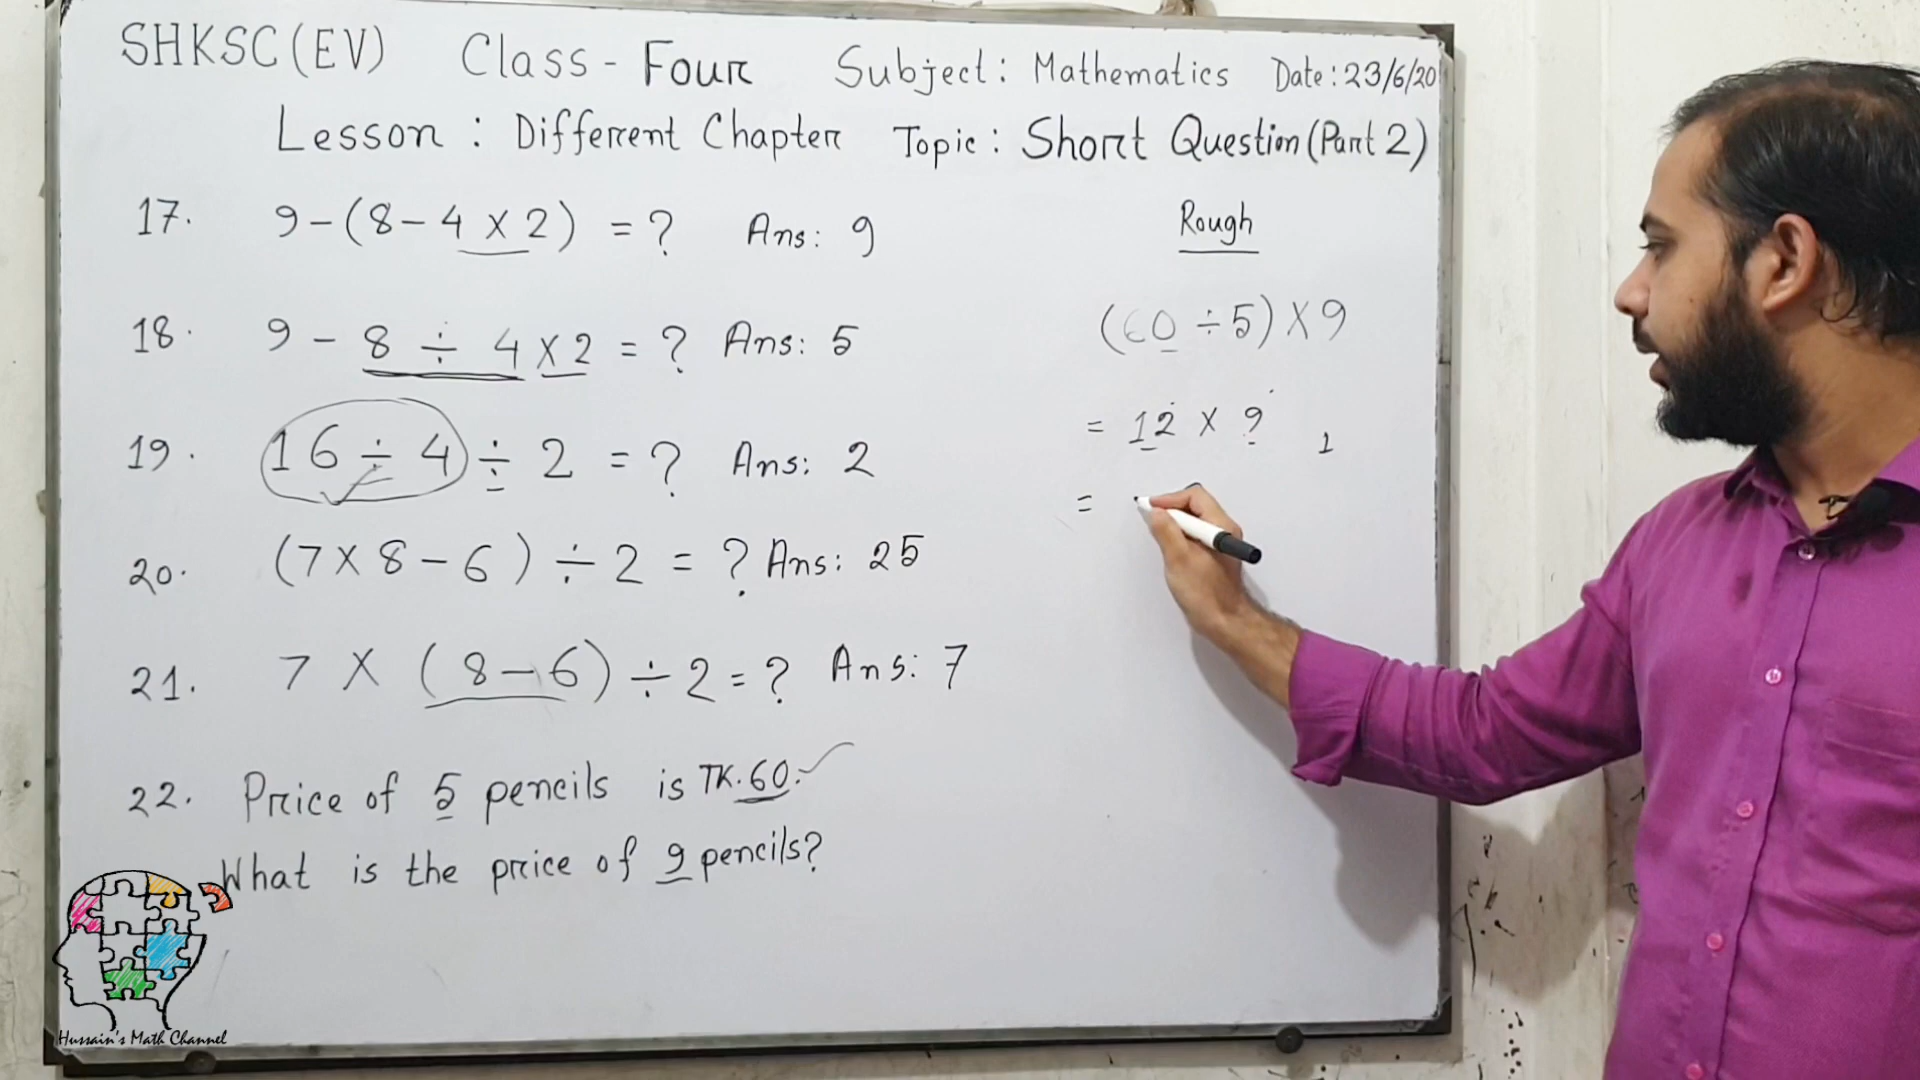 SHKSC(EV) Class - Four Subject: Mathematics Date: 23/6/20
Lesson: Different Chapter Topic: Short Question (Part 2)
17. 9-(8-4×2) = ? Ans: 9
18. 9 - 8 ÷ 4 × 2 = ? Ans: 5
19. 16 ÷ 4 ÷ 2 = ? Ans: 2
20. (7×8-6) ÷ 2 = ? Ans: 25
21. 7 × (8-6) ÷ 2 = ? Ans: 7
22. Price of 5 pencils is TK. 60.
What is the price of 9 pencils?
Rough
(60 ÷ 5) × 9
= 12 × 9
1
=
Hussain's Math Channel